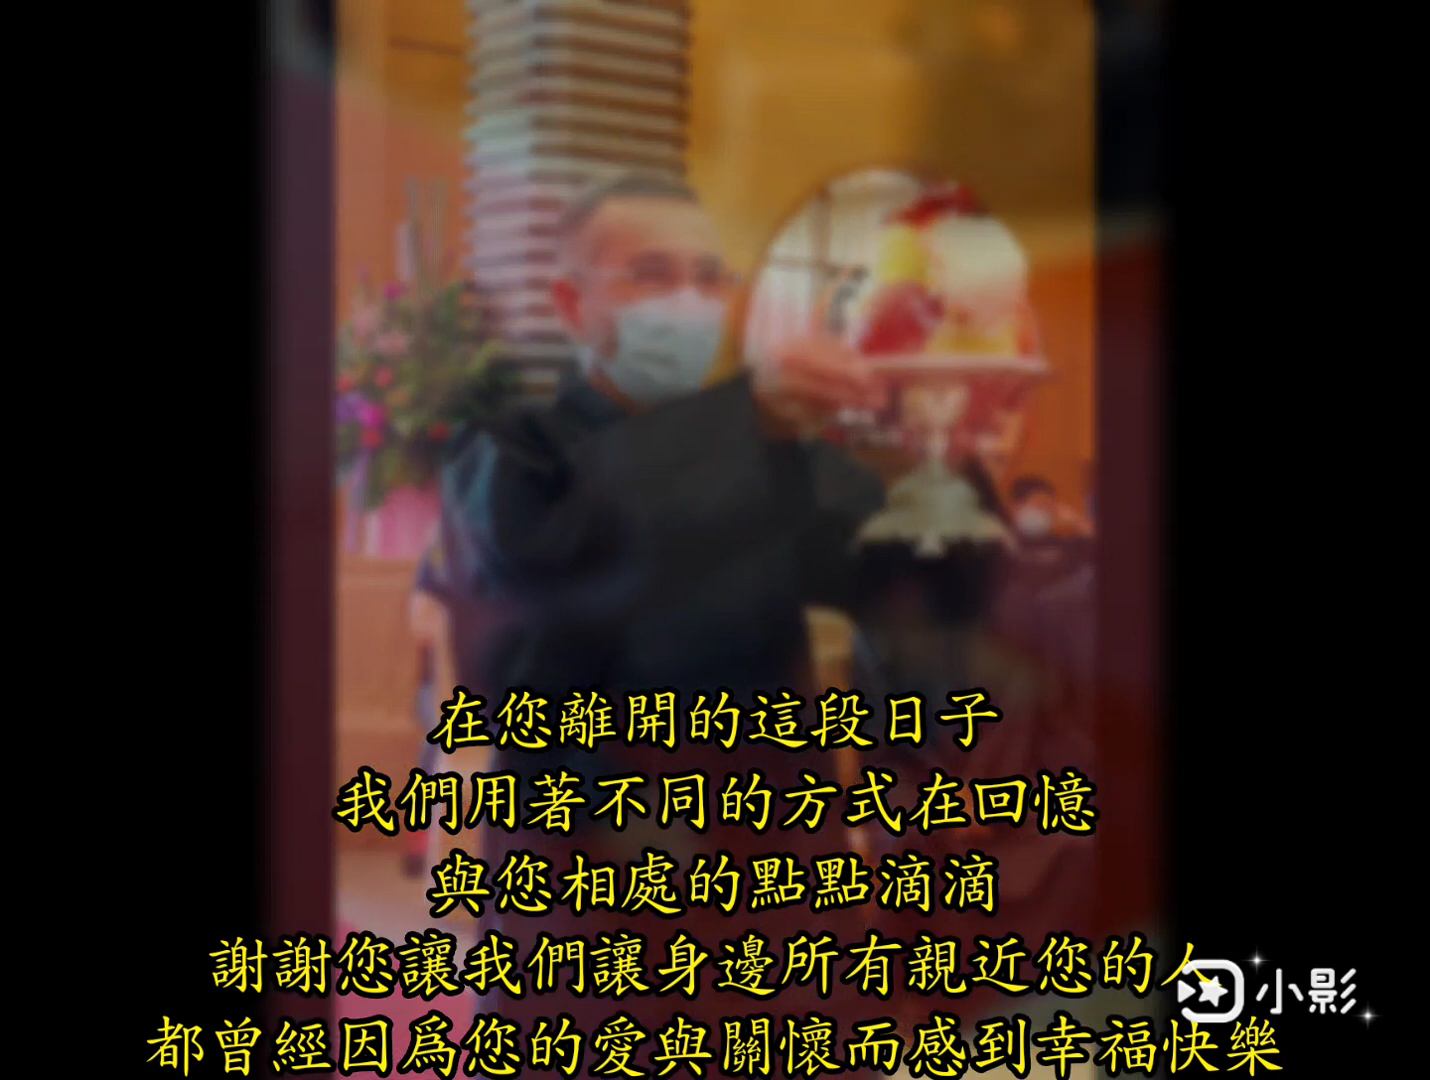 在您離開的這段日子
我們用著不同的方式在回憶
與您相處的點點滴滴
謝謝您讓我們讓身邊所有親近您的人
都曾經因爲您的愛與關懷而感到幸福快樂
小影